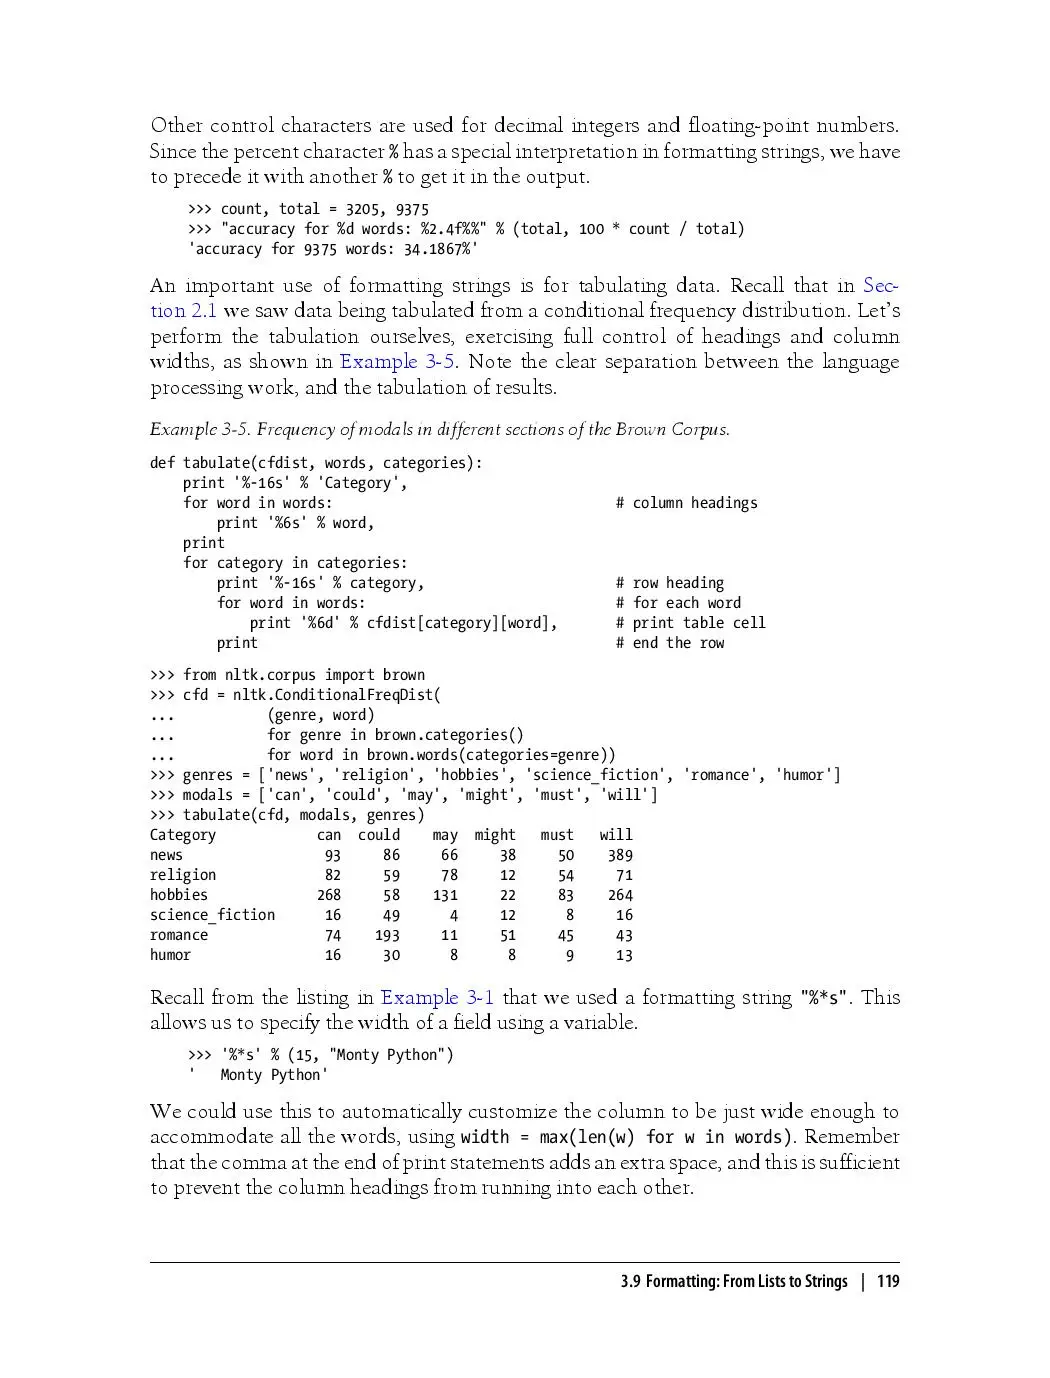 Other control characters are used for decimal integers and floating-point numbers.
Since the percent character % has a special interpretation in formatting strings, we have
to precede it with another % to get it in the output.
>>> count, total = 3205, 9375
>>> "accuracy for %d words: %2.4f%%" % (total, 100 * count / total)
'accuracy for 9375 words: 34.1867%'
An important use of formatting strings is for tabulating data. Recall that in Sec-
tion 2.1 we saw data being tabulated from a conditional frequency distribution. Let's
perform the tabulation ourselves, exercising full control of headings and column
widths, as shown in Example 3-5. Note the clear separation between the language
processing work, and the tabulation of results.
Example 3-5. Frequency of modals in different sections of the Brown Corpus.
def tabulate(cfdist, words, categories):
    print '%-16s' % 'Category',
    for word in words:                                  # column headings
        print '%6s' % word,
    print
    for category in categories:
        print '%-16s' % category,                       # row heading
        for word in words:                              # for each word
            print '%6d' % cfdist[category][word],       # print table cell
        print                                           # end the row
>>> from nltk.corpus import brown
>>> cfd = nltk.ConditionalFreqDist(
...           (genre, word)
...           for genre in brown.categories()
...           for word in brown.words(categories=genre))
>>> genres = ['news', 'religion', 'hobbies', 'science_fiction', 'romance', 'humor']
>>> modals = ['can', 'could', 'may', 'might', 'must', 'will']
>>> tabulate(cfd, modals, genres)
Category            can  could    may  might   must   will
news                 93     86     66     38     50    389
religion             82     59     78     12     54     71
hobbies             268     58    131     22     83    264
science_fiction      16     49      4     12      8     16
romance              74    193     11     51     45     43
humor                16     30      8      8      9     13
Recall from the listing in Example 3-1 that we used a formatting string "%*s". This
allows us to specify the width of a field using a variable.
>>> '%*s' % (15, "Monty Python")
'   Monty Python'
We could use this to automatically customize the column to be just wide enough to
accommodate all the words, using width = max(len(w) for w in words). Remember
that the comma at the end of print statements adds an extra space, and this is sufficient
to prevent the column headings from running into each other.
3.9 Formatting: From Lists to Strings | 119